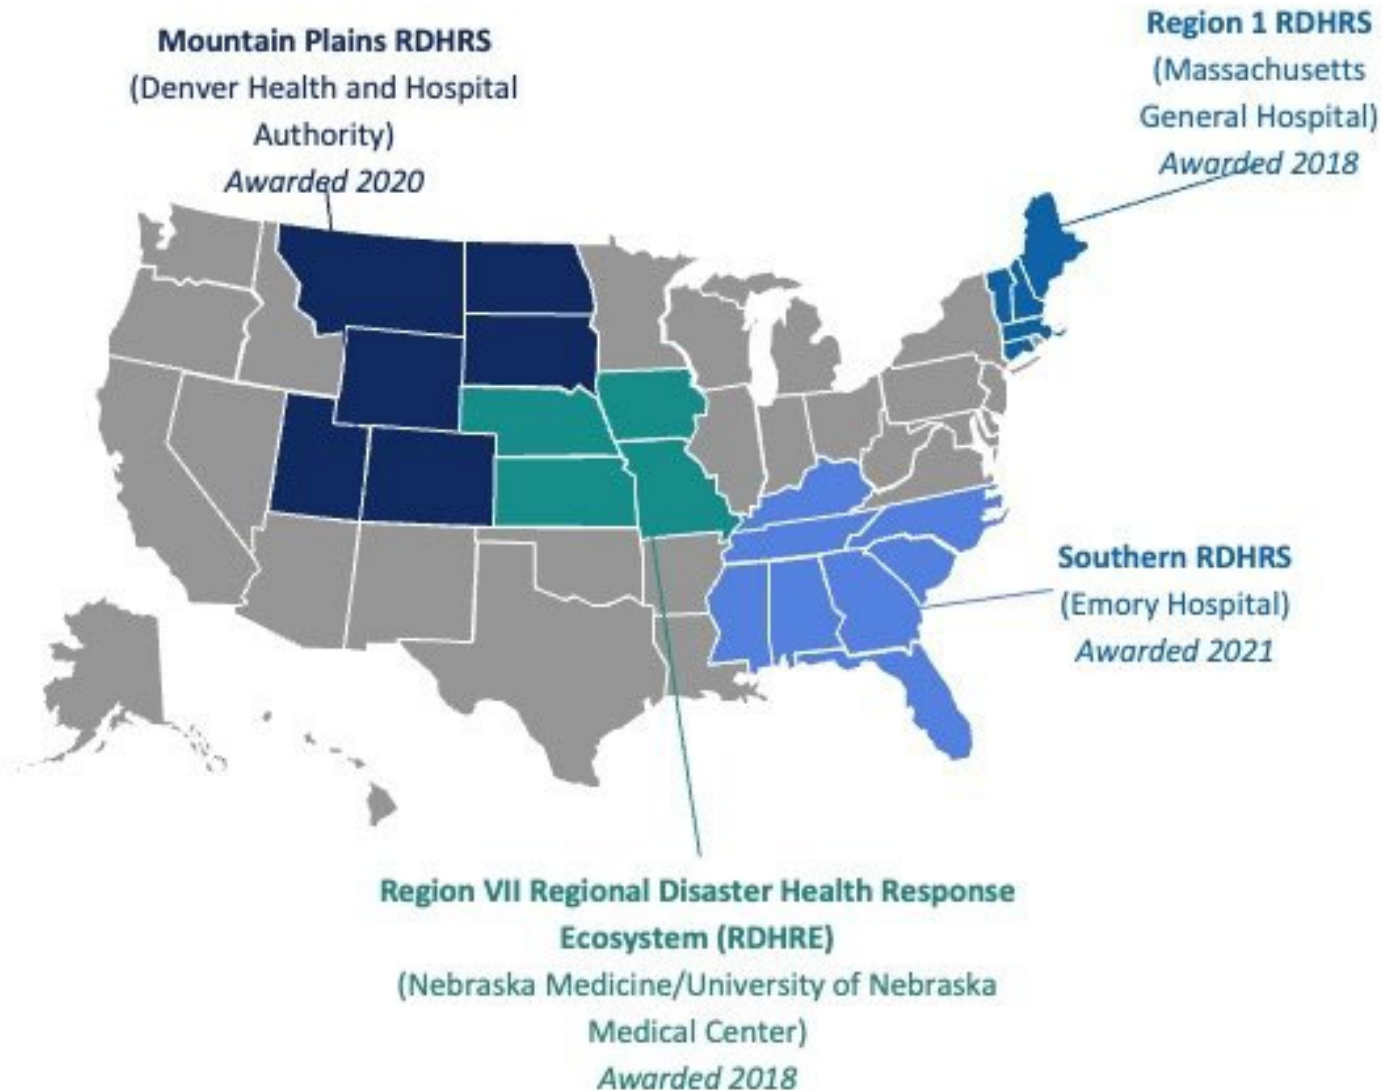 Mountain Plains RDHRS
(Denver Health and Hospital
Authority)
Awarded 2020
Region 1 RDHRS
(Massachusetts
General Hospital)
Awarded 2018
Southern RDHRS
(Emory Hospital)
Awarded 2021
Region VII Regional Disaster Health Response
Ecosystem (RDHRE)
(Nebraska Medicine/University of Nebraska
Medical Center)
Awarded 2018